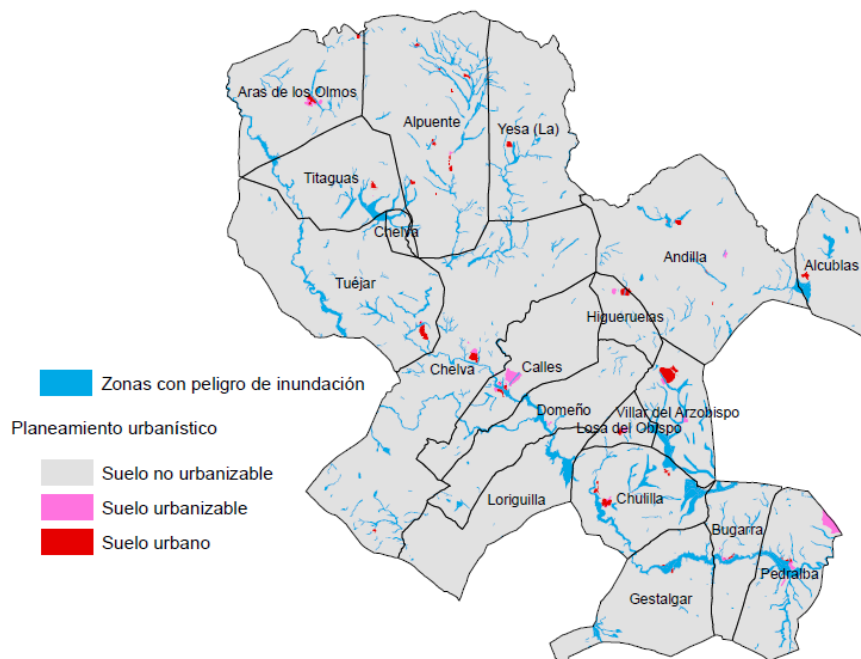 Aras de los Olmos
Alpuente
Yesa (La)
Titaguas
Chelva
Andilla
Alcublas
Tuéjar
Higueruelas
Zonas con peligro de inundación
Chelva
Calles
Domeño
Villar del Arzobispo
Losa del Obispo
Planeamiento urbanístico
Suelo no urbanizable
Suelo urbanizable
Suelo urbano
Loriguilla
Chulilla
Bugarra
Pedralba
Gestalgar